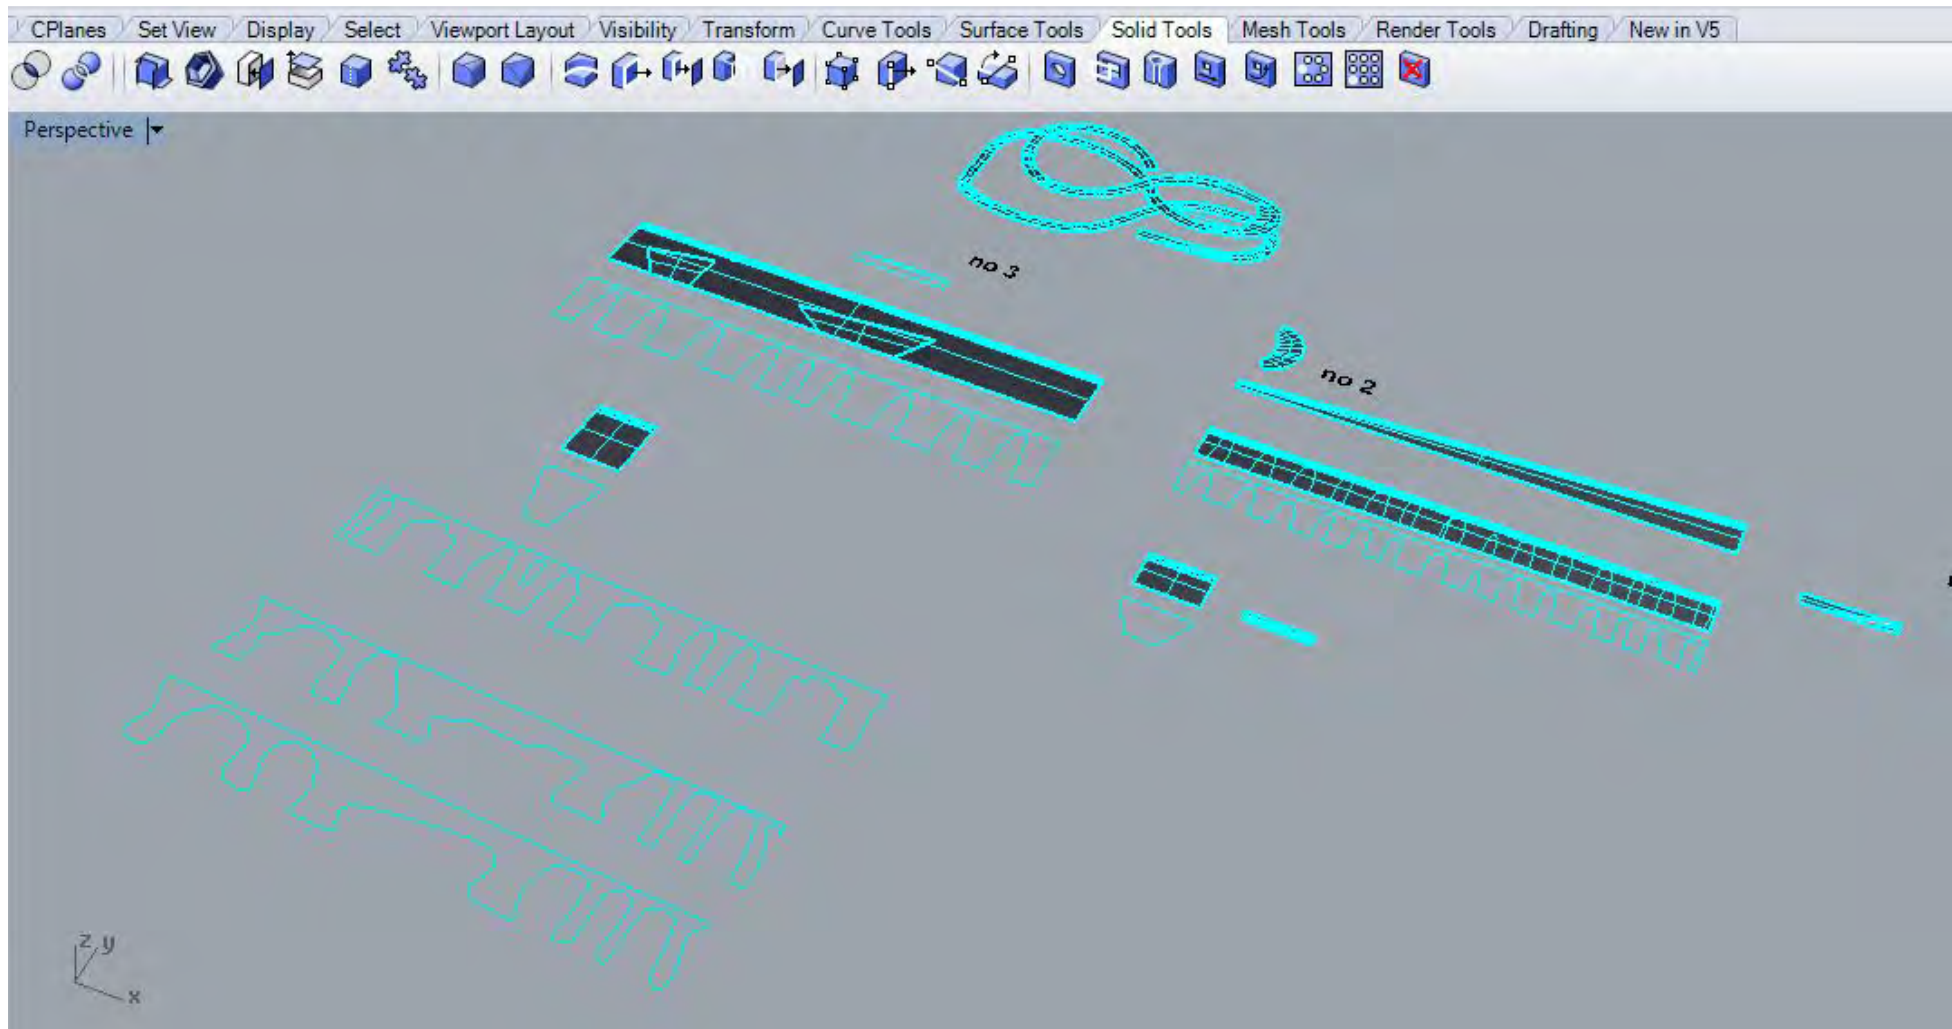 CPlanes Set View Display Select Viewport Layout Visibility Transform Curve Tools Surface Tools Solid Tools Mesh Tools Render Tools Drafting New in V5
Perspective
no 3
no 2
z y
x